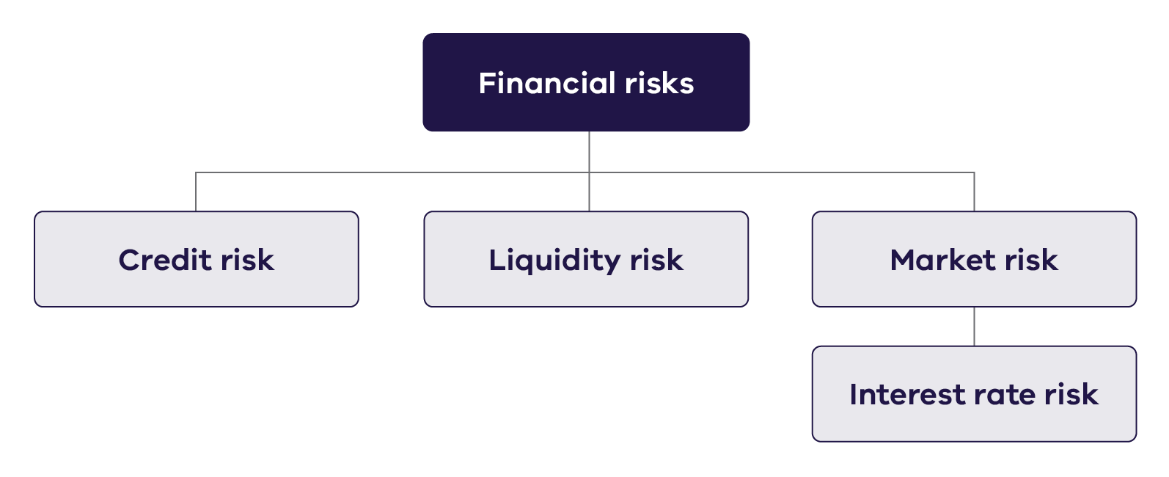 Financial risks
Credit risk
Liquidity risk
Market risk
Interest rate risk